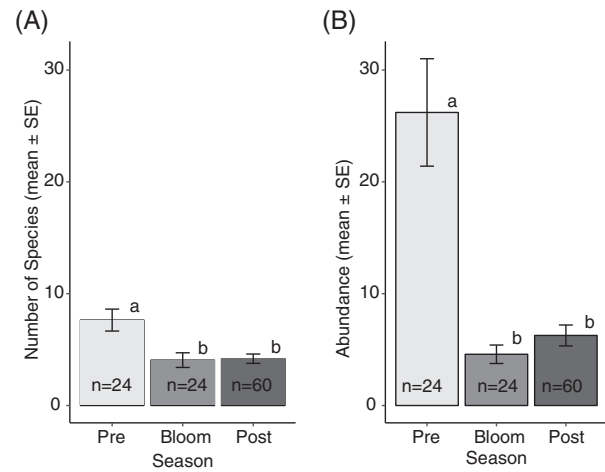 (A)
Number of Species (mean ± SE)
30
20
10
0
a
b
b
n=24
n=24
n=60
Pre
Bloom
Post
Season
(B)
Abundance (mean ± SE)
30
20
10
0
a
b
b
n=24
n=24
n=60
Pre
Bloom
Post
Season